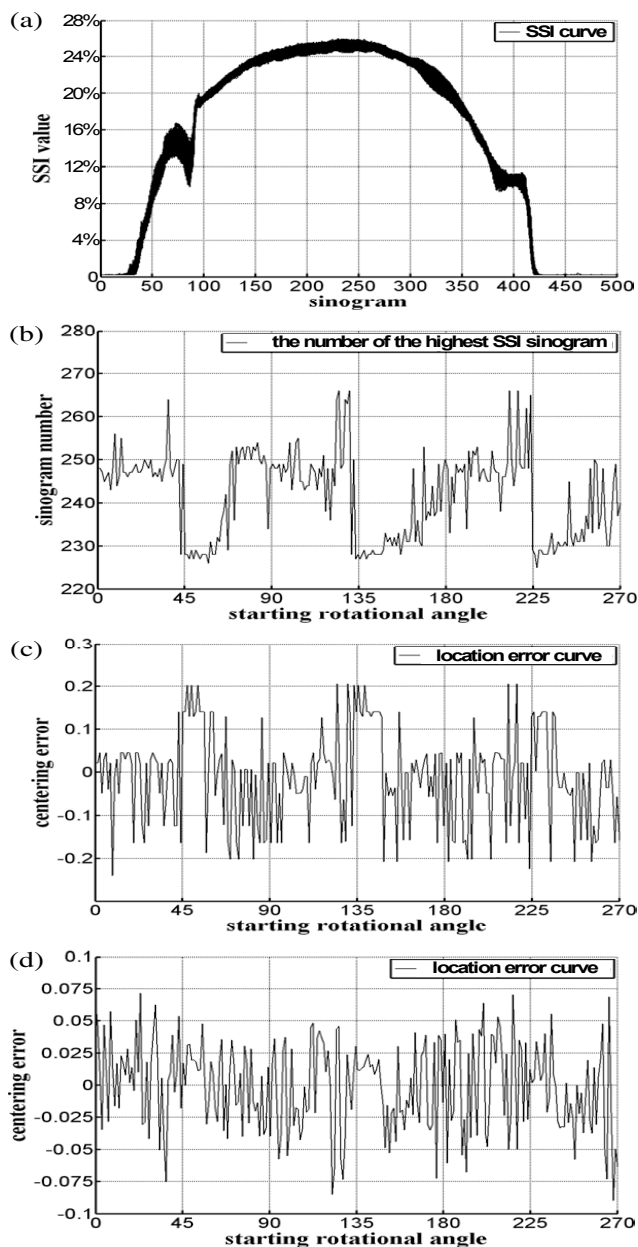 (a)
SSI curve
28%
24%
20%
16%
12%
8%
4%
0
SSI value
0 50 100 150 200 250 300 350 400 450 500
sinogram
(b)
the number of the highest SSI sinogram
280
270
260
250
240
230
220
sinogram number
0 45 90 135 180 225 270
starting rotational angle
(c)
location error curve
0.3
0.2
0.1
0
-0.1
-0.2
centering error
0 45 90 135 180 225 270
starting rotational angle
(d)
location error curve
0.1
0.075
0.050
0.025
0
-0.025
-0.05
-0.075
-0.1
centering error
0 45 90 135 180 225 270
starting rotational angle